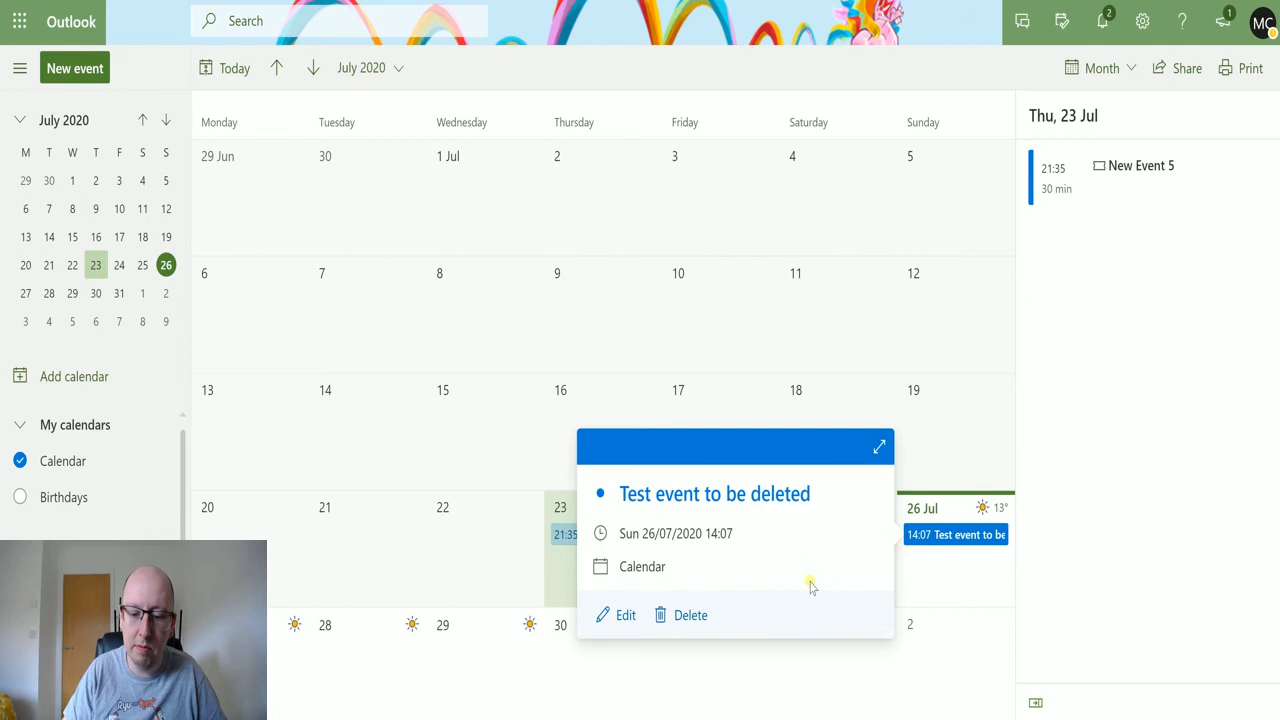 Outlook
Search
2
1
MC
New event
Today
July 2020
Month
Share
Print
July 2020
M T W T F S S
29 30 1 2 3 4 5
6 7 8 9 10 11 12
13 14 15 16 17 18 19
20 21 22 23 24 25 26
27 28 29 30 31 1 2
3 4 5 6 7 8 9
Add calendar
My calendars
Calendar
Birthdays
Monday Tuesday Wednesday Thursday Friday Saturday Sunday
29 Jun 30 1 Jul 2 3 4 5
6 7 8 9 10 11 12
13 14 15 16 17 18 19
20 21 22 23 26 Jul 13°
21:35
14:07 Test event to be
28 29 30 2
Test event to be deleted
Sun 26/07/2020 14:07
Calendar
Edit Delete
Thu, 23 Jul
21:35 New Event 5
30 min